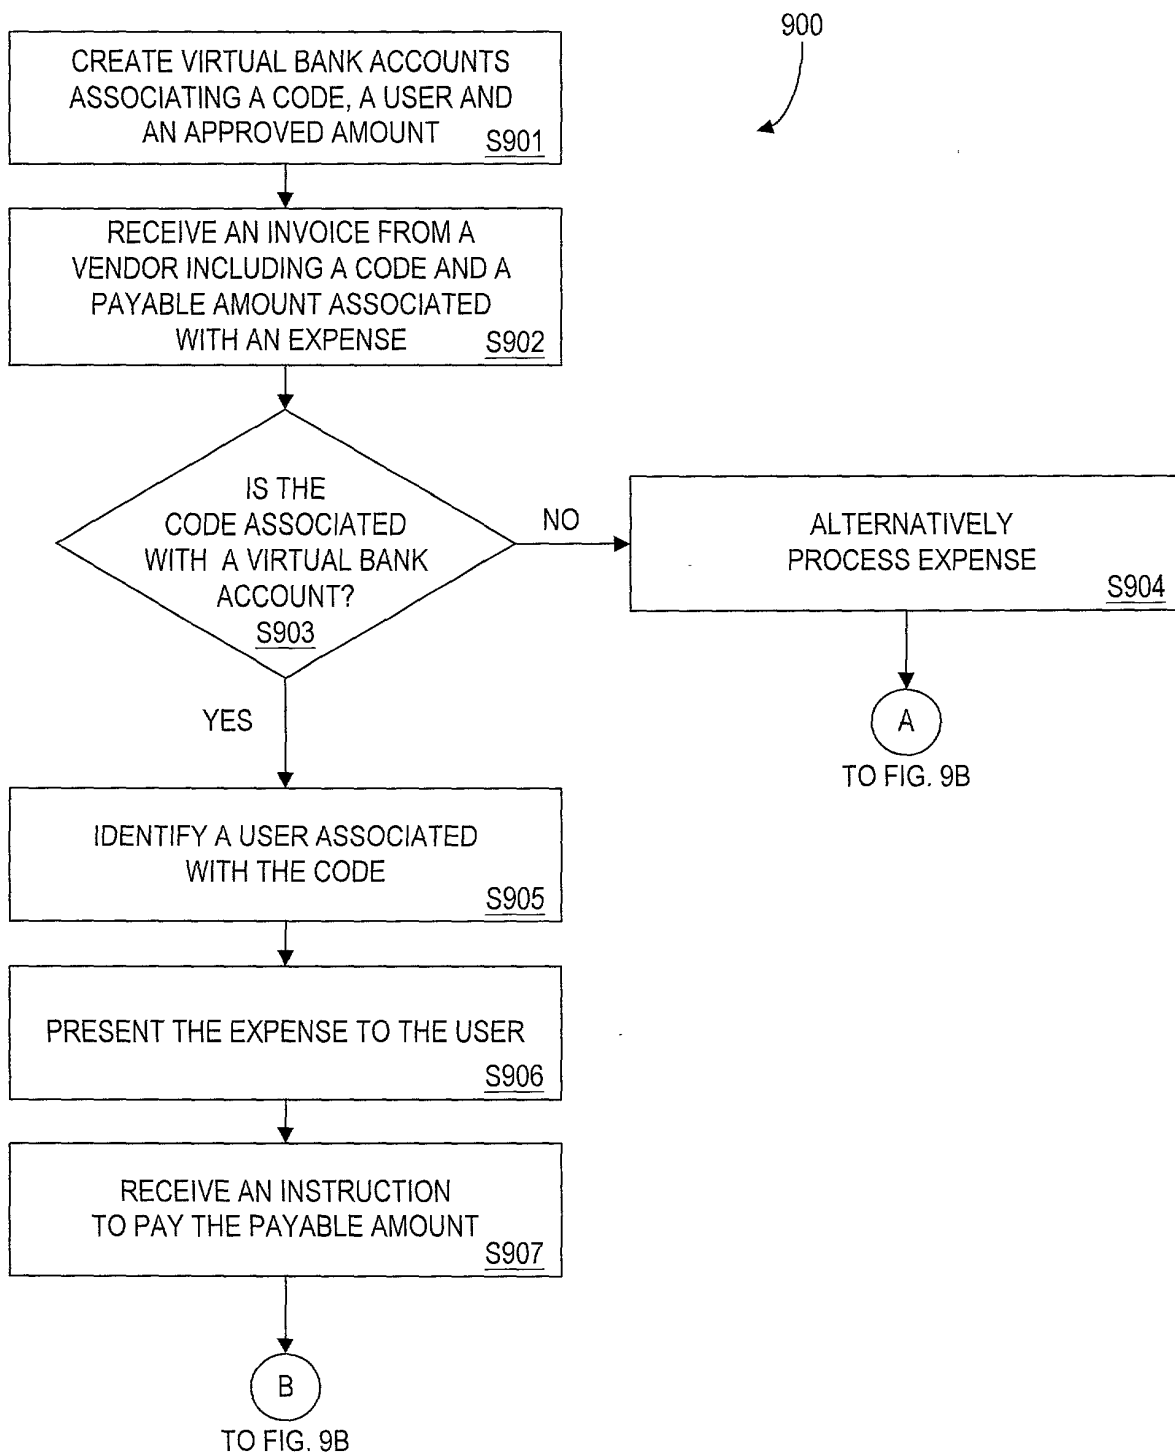 900
CREATE VIRTUAL BANK ACCOUNTS
ASSOCIATING A CODE, A USER AND
AN APPROVED AMOUNT
S901
RECEIVE AN INVOICE FROM A
VENDOR INCLUDING A CODE AND A
PAYABLE AMOUNT ASSOCIATED
WITH AN EXPENSE
S902
IS THE
CODE ASSOCIATED
WITH A VIRTUAL BANK
ACCOUNT?
S903
NO
ALTERNATIVELY
PROCESS EXPENSE
S904
A
TO FIG. 9B
YES
IDENTIFY A USER ASSOCIATED
WITH THE CODE
S905
PRESENT THE EXPENSE TO THE USER
S906
RECEIVE AN INSTRUCTION
TO PAY THE PAYABLE AMOUNT
S907
B
TO FIG. 9B